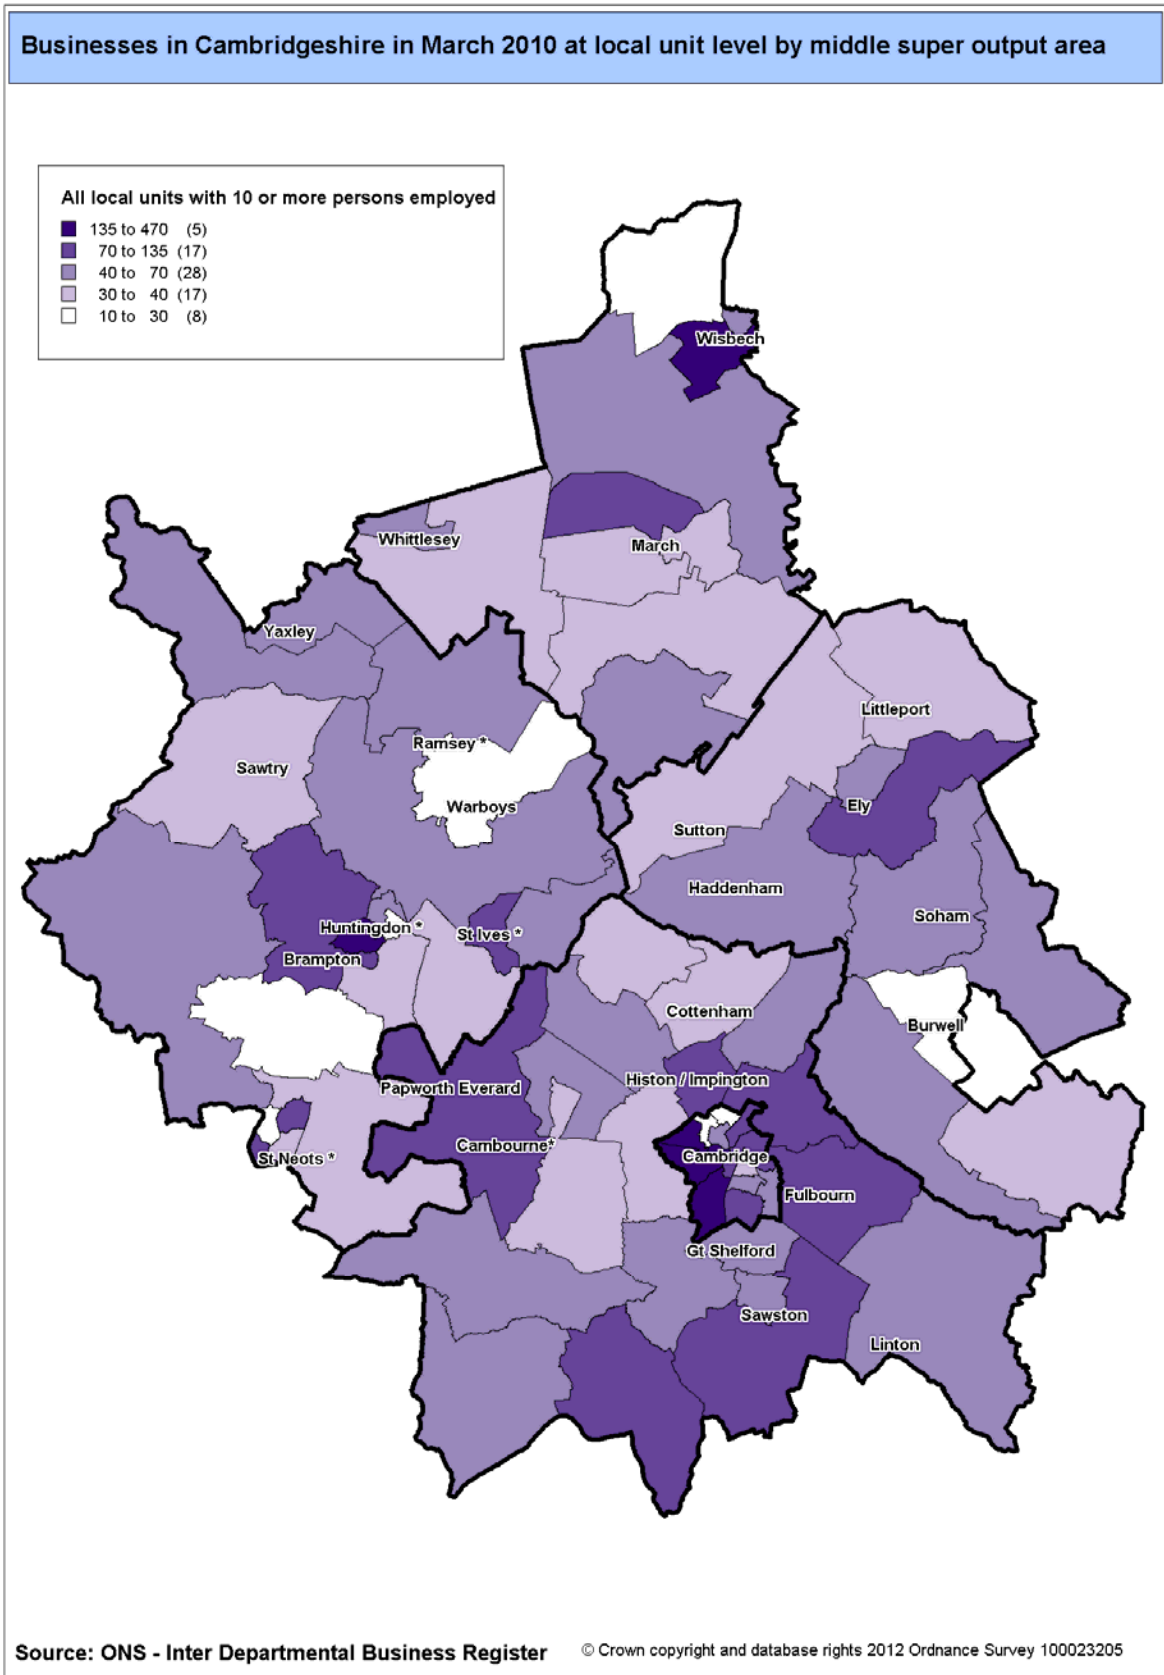 Businesses in Cambridgeshire in March 2010 at local unit level by middle super output area
All local units with 10 or more persons employed
135 to 470 (5)
70 to 135 (17)
40 to 70 (28)
30 to 40 (17)
10 to 30 (8)
Wisbech
Whittlesey
March
Yaxley
Littleport
Ramsey *
Sawtry
Warboys
Ely
Sutton
Haddenham
Soham
Huntingdon *
St Ives *
Brampton
Cottenham
Burwell
Histon / Impington
Papworth Everard
Cambourne*
Cambridge
St Neots *
Fulbourn
Gt Shelford
Sawston
Linton
Source: ONS - Inter Departmental Business Register
© Crown copyright and database rights 2012 Ordnance Survey 100023205